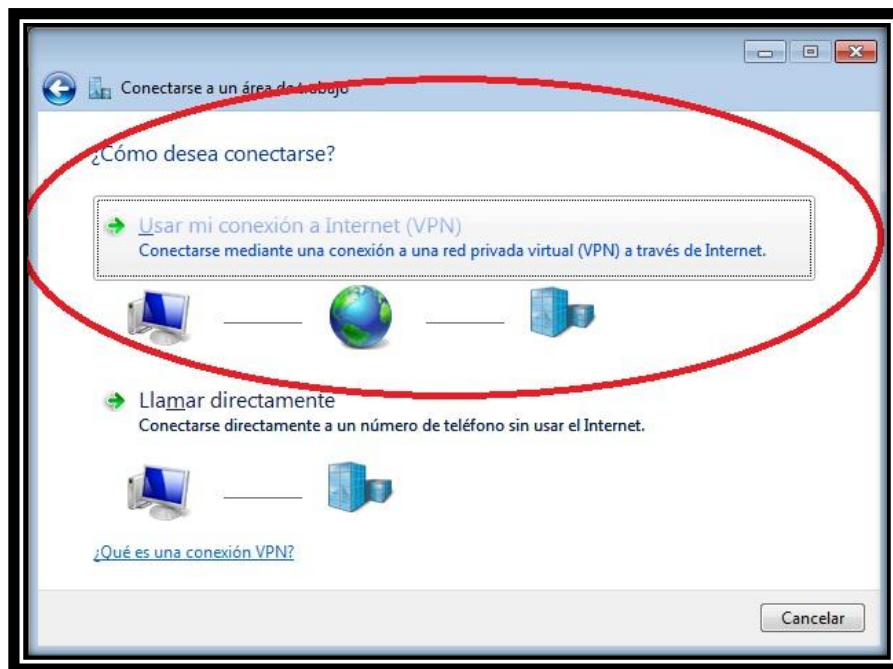 Conectarse a un área de trabajo
¿Cómo desea conectarse?
Usar mi conexión a Internet (VPN)
Conectarse mediante una conexión a una red privada virtual (VPN) a través de Internet.
Llamar directamente
Conectarse directamente a un número de teléfono sin usar el Internet.
¿Qué es una conexión VPN?
Cancelar